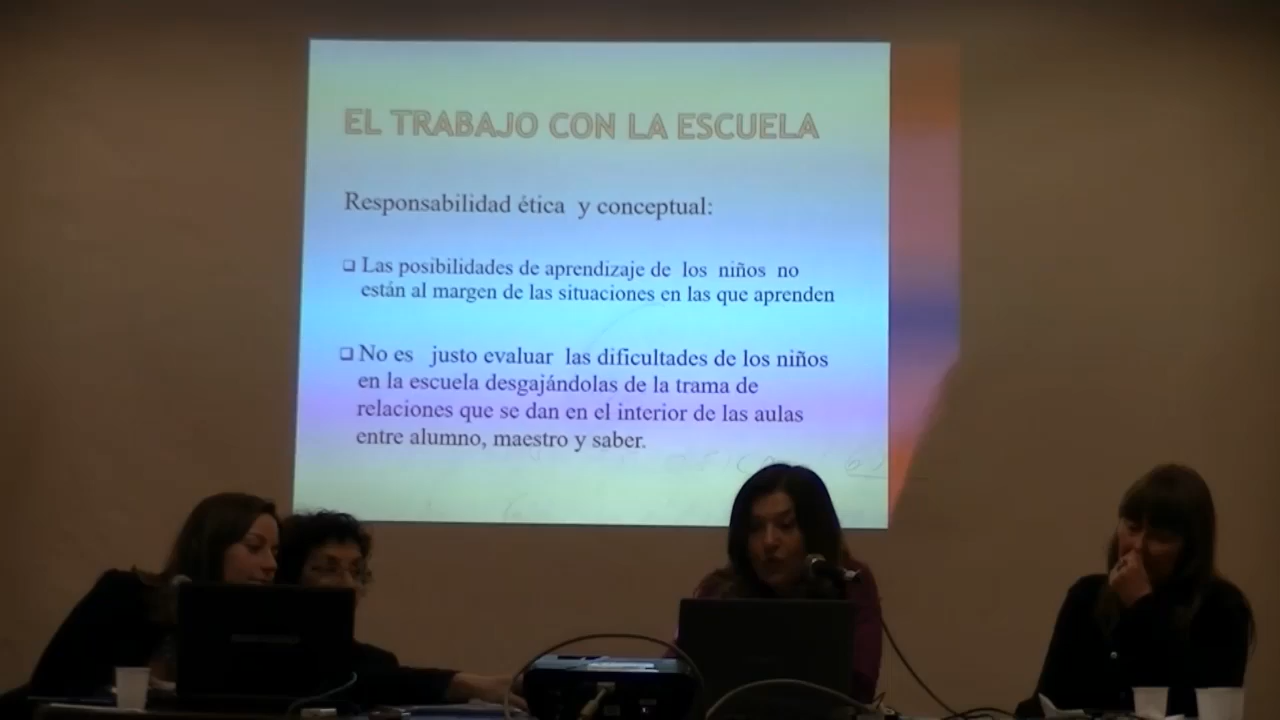 EL TRABAJO CON LA ESCUELA
Responsabilidad ética y conceptual:
❑ Las posibilidades de aprendizaje de los niños no
están al margen de las situaciones en las que aprenden
❑ No es justo evaluar las dificultades de los niños
en la escuela desgajándolas de la trama de
relaciones que se dan en el interior de las aulas
entre alumno, maestro y saber.